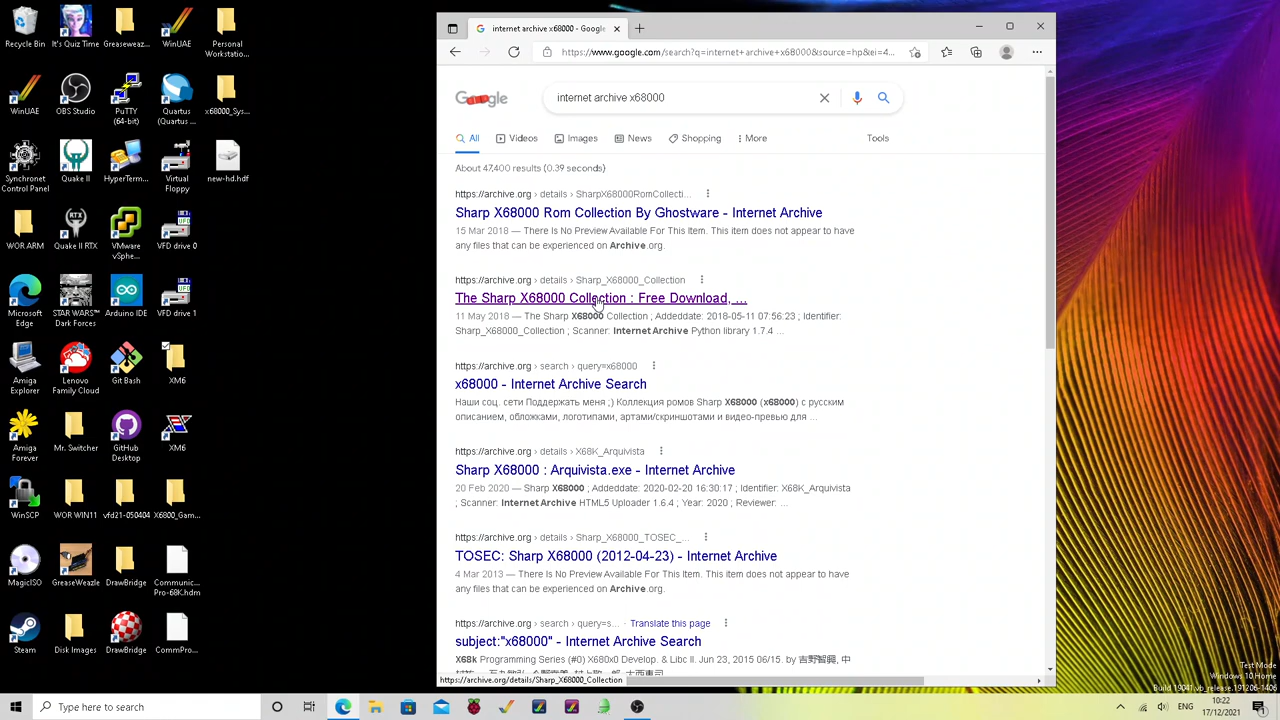 Recycle Bin
It's Quiz Time
Greaseweaz...
WinUAE
Personal
Workstatio...
WinUAE
OBS Studio
PuTTY
(64-bit)
Quartus
(Quartus ...
x68000_Sys...
Synchronet
Control Panel
Quake II
HyperTerm...
Virtual
Floppy
new-hd.hdf
WOR ARM
Quake II RTX
VMware
vSphe...
VFD drive 0
Microsoft
Edge
STAR WARS™
Dark Forces
Arduino IDE
VFD drive 1
Amiga
Explorer
Lenovo
Family Cloud
Git Bash
XM6
Amiga
Forever
Mr. Switcher
GitHub
Desktop
XM6
WinSCP
WOR WIN11
vfd21-050404
X6800_Gam...
MagicISO
GreaseWeazle
DrawBridge
Communic...
Pro-68K.hdm
Steam
Disk Images
DrawBridge
CommPro...
internet archive x68000 - Google
https://www.google.com/search?q=internet+archive+x68000&source=hp&ei=4...
internet archive x68000
All
Videos
Images
News
Shopping
More
Tools
About 47,400 results (0.39 seconds)
https://archive.org › details › SharpX68000RomCollecti...
Sharp X68000 Rom Collection By Ghostware - Internet Archive
15 Mar 2018 — There Is No Preview Available For This Item. This item does not appear to have
any files that can be experienced on Archive.org.
https://archive.org › details › Sharp_X68000_Collection
The Sharp X68000 Collection : Free Download, ...
11 May 2018 — The Sharp X68000 Collection ; Addeddate: 2018-05-11 07:56:23 ; Identifier:
Sharp_X68000_Collection ; Scanner: Internet Archive Python library 1.7.4 ...
https://archive.org › search › query=x68000
x68000 - Internet Archive Search
Наши соц. сети Поддержать меня ;) Коллекция ромов Sharp X68000 (x68000) с русским
описанием, обложками, логотипами, артами/скриншотами и видео-превью для ...
https://archive.org › details › X68K_Arquivista
Sharp X68000 : Arquivista.exe - Internet Archive
20 Feb 2020 — Sharp X68000 ; Addeddate: 2020-02-20 16:30:17 ; Identifier: X68K_Arquivista
; Scanner: Internet Archive HTML5 Uploader 1.6.4 ; Year: 2020 ; Reviewer: ...
https://archive.org › details › Sharp_X68000_TOSEC_...
TOSEC: Sharp X68000 (2012-04-23) - Internet Archive
4 Mar 2013 — There Is No Preview Available For This Item. This item does not appear to have
any files that can be experienced on Archive.org.
https://archive.org › search › query=s... · Translate this page
subject:"x68000" - Internet Archive Search
X68k Programming Series (#0) X680x0 Develop. & Libc II. Jun 23, 2015 06/15. by 吉野智興, 中
https://archive.org/details/Sharp_X68000_Collection
Test Mode
Windows 10 Home
Build 19041.vb_release.191206-1406
Type here to search
10:22
17/12/2021